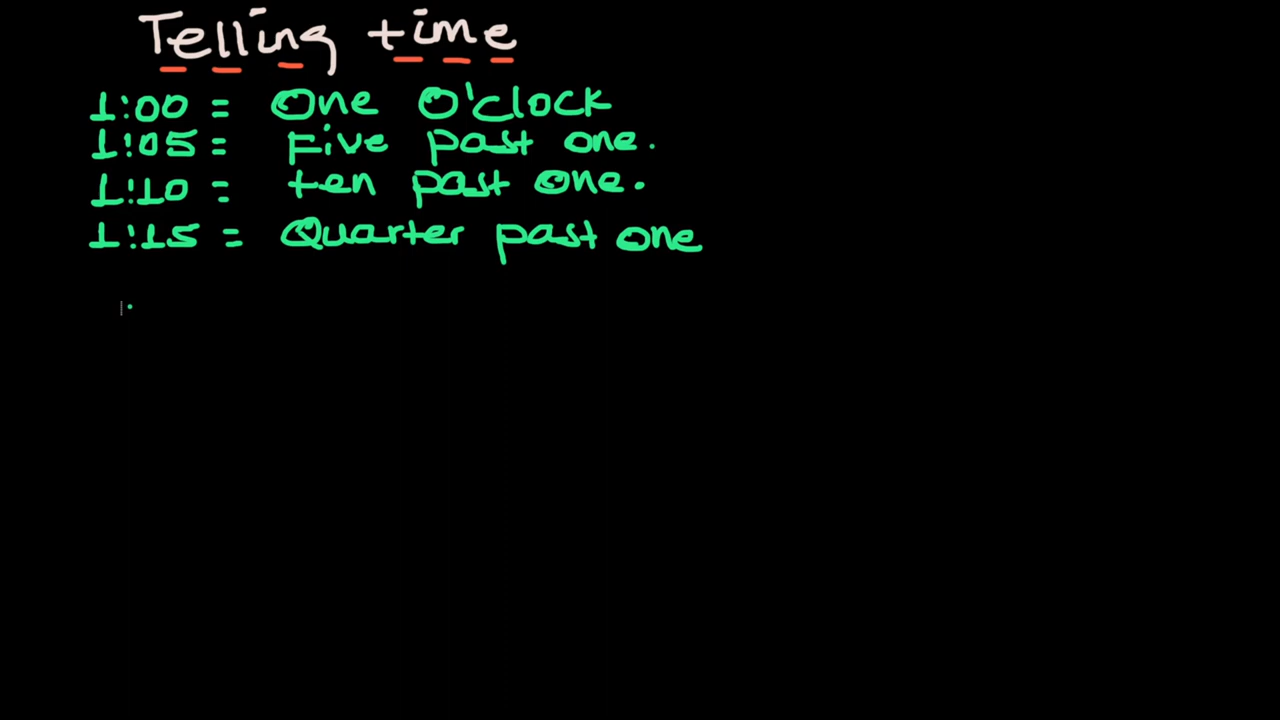 Telling time
1:00 = One O'clock
1:05 = Five past one.
1:10 = ten past one.
1:15 = Quarter past one